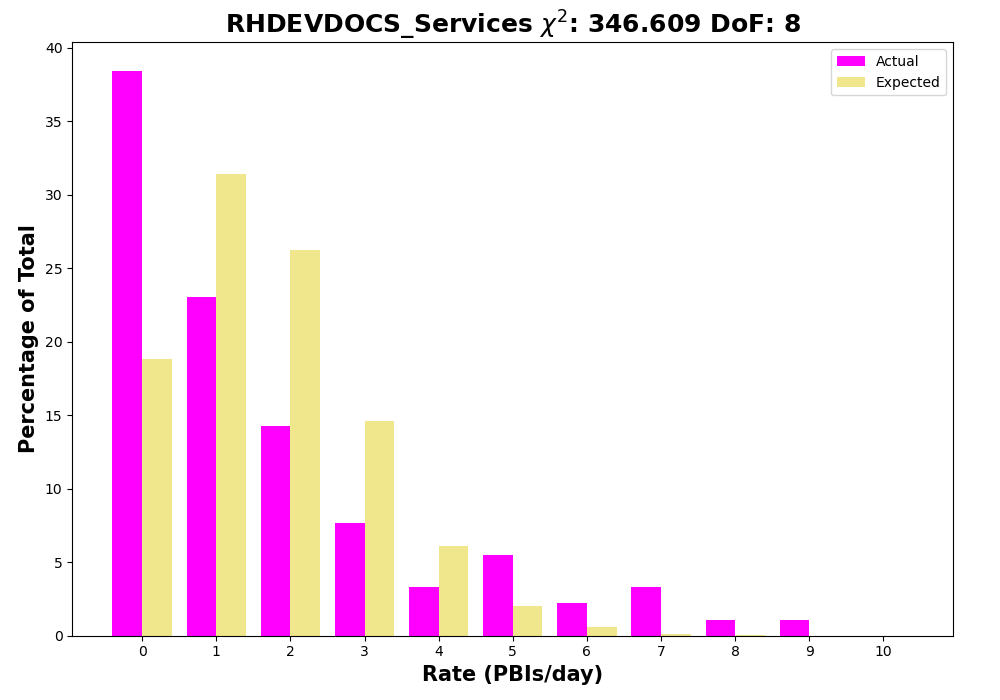 RHDEVDOCS_Services χ²: 346.609 DoF: 8
Actual
Expected
Percentage of Total
40
35
30
25
20
15
10
5
0
0 1 2 3 4 5 6 7 8 9 10
Rate (PBIs/day)